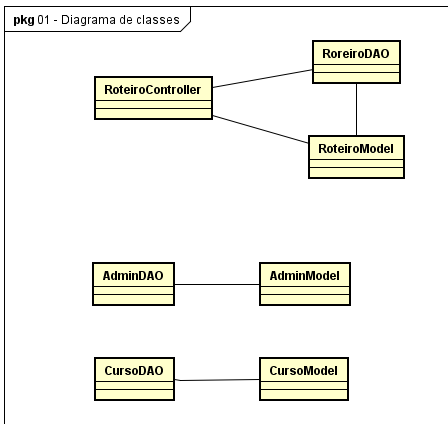 pkg 01 - Diagrama de classes
RoreiroDAO
RoteiroController
RoteiroModel
AdminDAO
AdminModel
CursoDAO
CursoModel